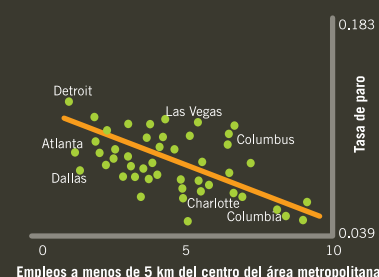 0.183
Tasa de paro
Detroit
Las Vegas
Atlanta
Columbus
Dallas
Charlotte
Columbia
0.039
0
5
10
Empleos a menos de 5 km del centro del área metropolitana